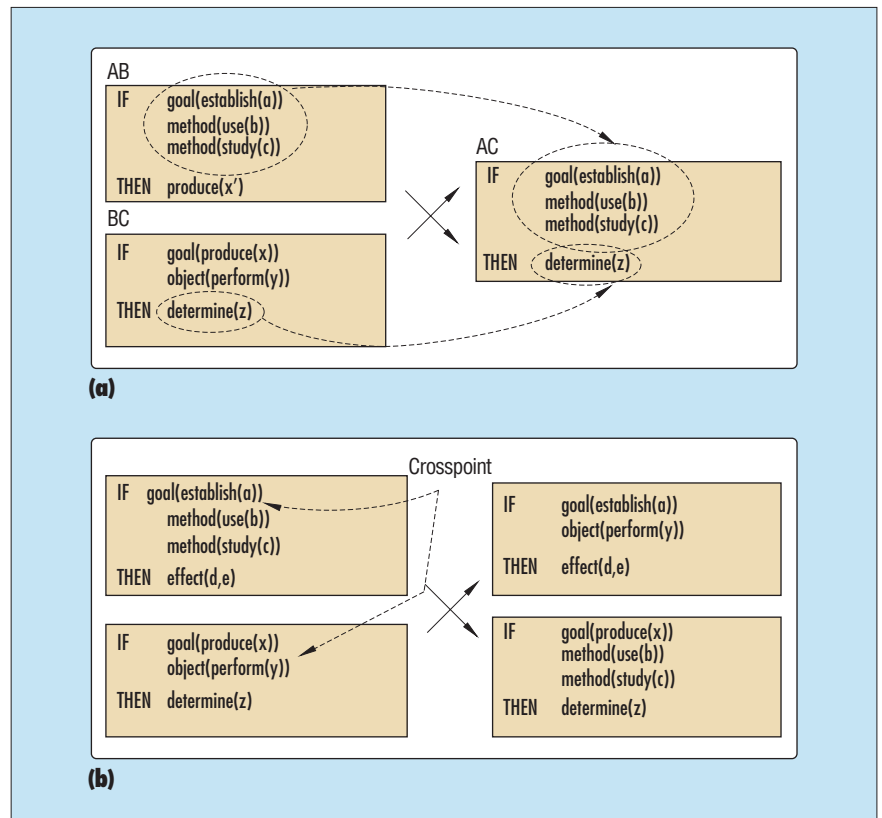 AB
IF goal(establish(a))
method(use(b))
method(study(c))
THEN produce(x')
BC
IF goal(produce(x))
object(perform(y))
THEN determine(z)
AC
IF goal(establish(a))
method(use(b))
method(study(c))
THEN determine(z)
(a)
Crosspoint
IF goal(establish(a))
method(use(b))
method(study(c))
THEN effect(d,e)
IF goal(produce(x))
object(perform(y))
THEN determine(z)
IF goal(establish(a))
object(perform(y))
THEN effect(d,e)
IF goal(produce(x))
method(use(b))
method(study(c))
THEN determine(z)
(b)